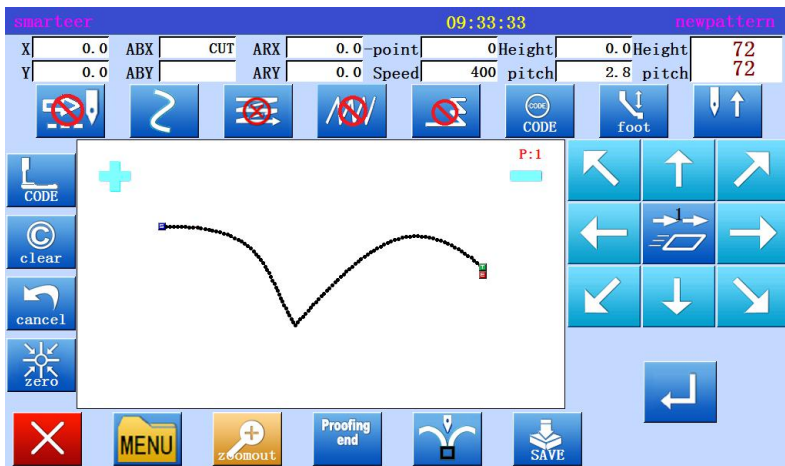 smarteer 09:33:33 newpattern
X 0.0 ABX CUT ARX 0.0 -point 0 Height 0.0 Height 72
Y 0.0 ABY ARY 0.0 Speed 400 pitch 2.8 pitch 72
CODE
CODE
foot
P:1
CODE
1
clear
cancel
zero
MENU
zoomout
Proofing
end
SAVE